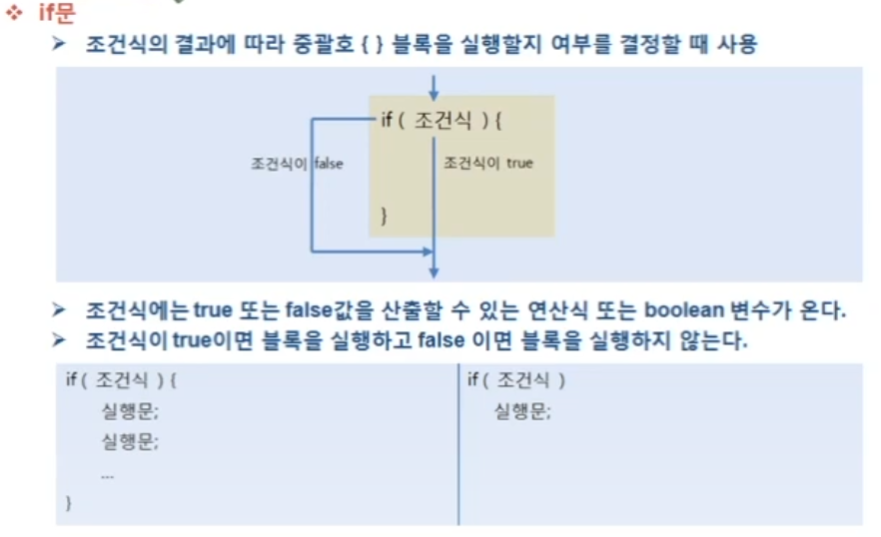 ❖ if문
➢ 조건식의 결과에 따라 중괄호 { } 블록을 실행할지 여부를 결정할 때 사용
if ( 조건식 ) {
조건식이 false
조건식이 true
}
➢ 조건식에는 true 또는 false값을 산출할 수 있는 연산식 또는 boolean 변수가 온다.
➢ 조건식이 true이면 블록을 실행하고 false 이면 블록을 실행하지 않는다.
if ( 조건식 ) {
실행문;
실행문;
...
}
if ( 조건식 )
실행문;